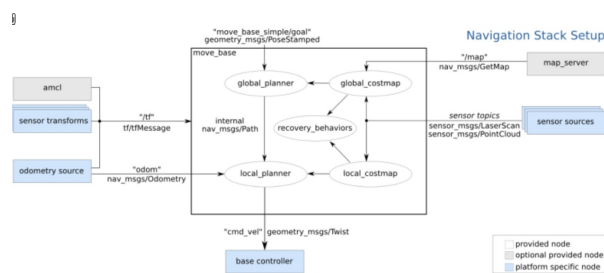 Navigation Stack Setup
"move_base_simple/goal"
geometry_msgs/PoseStamped
move_base
"/map"
nav_msgs/GetMap
map_server
amcl
sensor transforms
"/tf"
tf/tfMessage
odometry source
"odom"
nav_msgs/Odometry
global_planner
global_costmap
internal
nav_msgs/Path
recovery_behaviors
local_planner
local_costmap
sensor topics
sensor_msgs/LaserScan
sensor_msgs/PointCloud
sensor sources
"cmd_vel" geometry_msgs/Twist
base controller
provided node
optional provided node
platform specific node